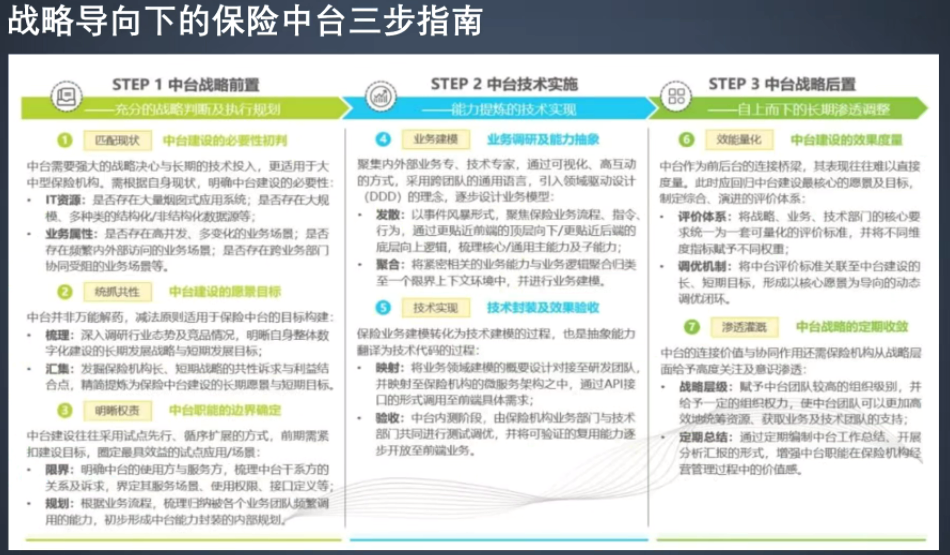 战略导向下的保险中台三步指南
STEP 1 中台战略前置
——充分的战略判断及执行规划
1 匹配现状 中台建设的必要性初判
中台需要强大的战略决心与长期的技术投入，更适用于大
中型保险机构。需根据自身现状，明确中台建设的必要性：
• IT资源：是否存在大量烟囱式应用系统；是否存在大规
模、多种类的结构化/非结构化数据源等；
• 业务属性：是否存在高并发、多变化的业务场景；是否
存在频繁内外部访问的业务场景；是否存在跨业务部门
协同受阻的业务场景等。
2 统抓共性 中台建设的愿景目标
中台并非万能解药，减法原则适用于保险中台的目标构建：
• 梳理：深入调研行业态势及竞品情况，明晰自身整体数
字化建设的长期发展战略与短期发展目标；
• 汇集：发掘保险机构长、短期战略的共性诉求与利益结
合点，精简提炼为保险中台建设的长期愿景与短期目标。
3 明晰权责 中台职能的边界确定
中台建设往往采用试点先行、循序扩展的方式，前期需紧
扣建设目标，圈定最具效益的试点应用/场景：
• 限界：明确中台的使用方与服务方，梳理中台干系方的
关系及诉求，界定其服务场景、使用权限、接口定义等；
• 规划：根据业务流程，梳理归纳被各个业务团队频繁调
用的能力，初步形成中台能力封装的内部规划。
STEP 2 中台技术实施
——能力提炼的技术实现
4 业务建模 业务调研及能力抽象
聚集内外部业务专、技术专家，通过可视化、高互动
的方式，采用跨团队的通用语言，引入领域驱动设计
（DDD）的理念，逐步设计业务模型：
• 发散：以事件风暴形式，聚焦保险业务流程、指令、
行为，通过更贴近前端的顶层向下/更贴近后端的
底层向上逻辑，梳理核心/通用主能力及子能力；
• 聚合：将紧密相关的业务能力与业务逻辑聚合归类
至一个限界上下文环境中，并进行业务建模。
5 技术实现 技术封装及效果验收
保险业务建模转化为技术建模的过程，也是抽象能力
翻译为技术代码的过程：
• 映射：将业务领域建模的概要设计对接至研发团队，
并映射至保险机构的微服务架构之中，通过API接
口的形式调用至前端具体需求；
• 验收：中台内测阶段，由保险机构业务部门与技术
部门共同进行测试调优，并将可验证的复用能力逐
步开放至前端业务。
STEP 3 中台战略后置
——自上而下的长期渗透调整
6 效能量化 中台建设的效果度量
中台作为前后台的连接桥梁，其表现往往难以直接
度量。此时应回归中台建设最核心的愿景及目标，
制定综合、演进的评价体系：
• 评价体系：将战略、业务、技术部门的核心要
求统一为一套可量化的评价标准，并将不同维
度指标赋予不同权重；
• 调优机制：将中台评价标准关联至中台建设的
长、短期目标，形成以核心愿景为导向的动态
调优闭环。
7 渗透灌溉 中台战略的定期收敛
中台的连接价值与协同作用还需保险机构从战略层
面给予高度关注及意识渗透：
• 战略层级：赋予中台团队较高的组织级别，并
给予一定的组织权力，使中台团队可以更加高
效地统筹资源、获取业务及技术团队的支持；
• 定期总结：通过定期编制中台工作总结、开展
分析汇报的形式，增强中台职能在保险机构经
营管理过程中的价值感。